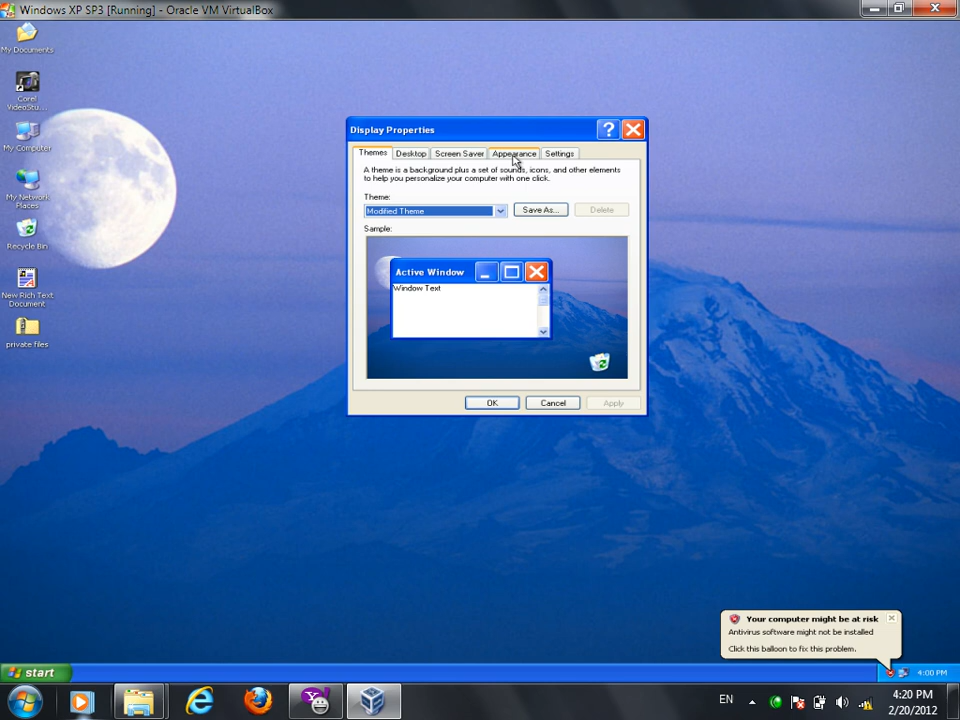 Windows XP SP3 [Running] - Oracle VM VirtualBox
My Documents
Corel
VideoStu...
My Computer
My Network
Places
Recycle Bin
New Rich Text
Document
private files
Display Properties
Themes
Desktop
Screen Saver
Appearance
Settings
A theme is a background plus a set of sounds, icons, and other elements
to help you personalize your computer with one click.
Theme:
Modified Theme
Save As...
Delete
Sample:
Active Window
Window Text
OK
Cancel
Apply
Your computer might be at risk
Antivirus software might not be installed
Click this balloon to fix this problem.
start
4:00 PM
EN
4:20 PM
2/20/2012